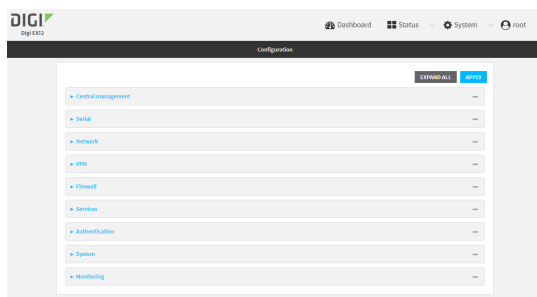 DIGI
Digi EX12
Dashboard Status System root
Configuration
EXPAND ALL APPLY
Central management
Serial
Network
VPN
Firewall
Services
Authentication
System
Monitoring